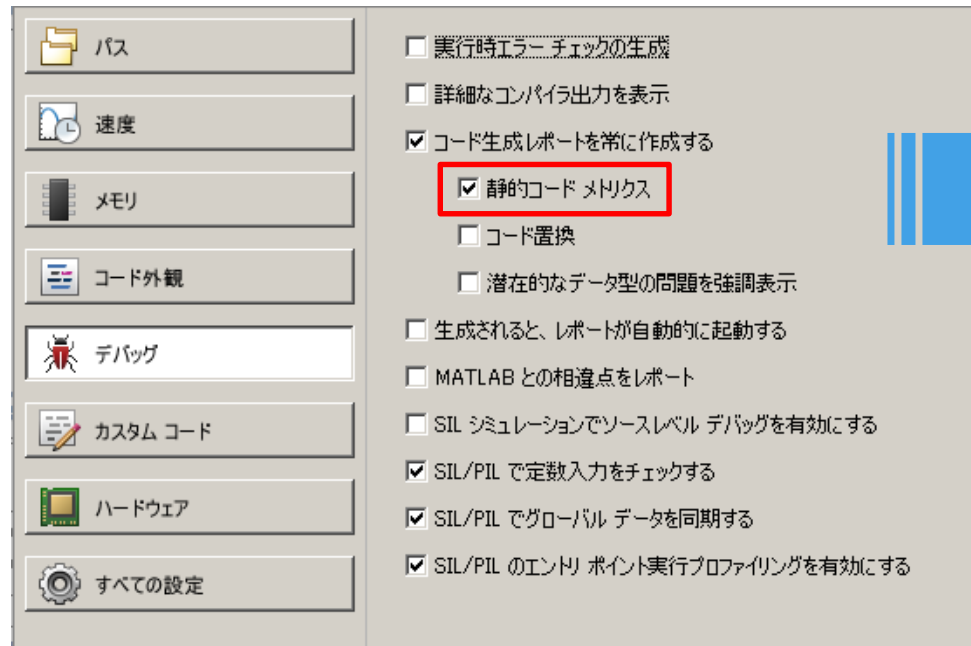 パス
速度
メモリ
コード外観
デバッグ
カスタム コード
ハードウェア
すべての設定
実行時エラー チェックの生成
詳細なコンパイラ出力を表示
コード生成レポートを常に作成する
静的コード メトリクス
コード置換
潜在的なデータ型の問題を強調表示
生成されると、レポートが自動的に起動する
MATLAB との相違点をレポート
SIL シミュレーションでソースレベル デバッグを有効にする
SIL/PIL で定数入力をチェックする
SIL/PIL でグローバル データを同期する
SIL/PIL のエントリ ポイント実行プロファイリングを有効にする